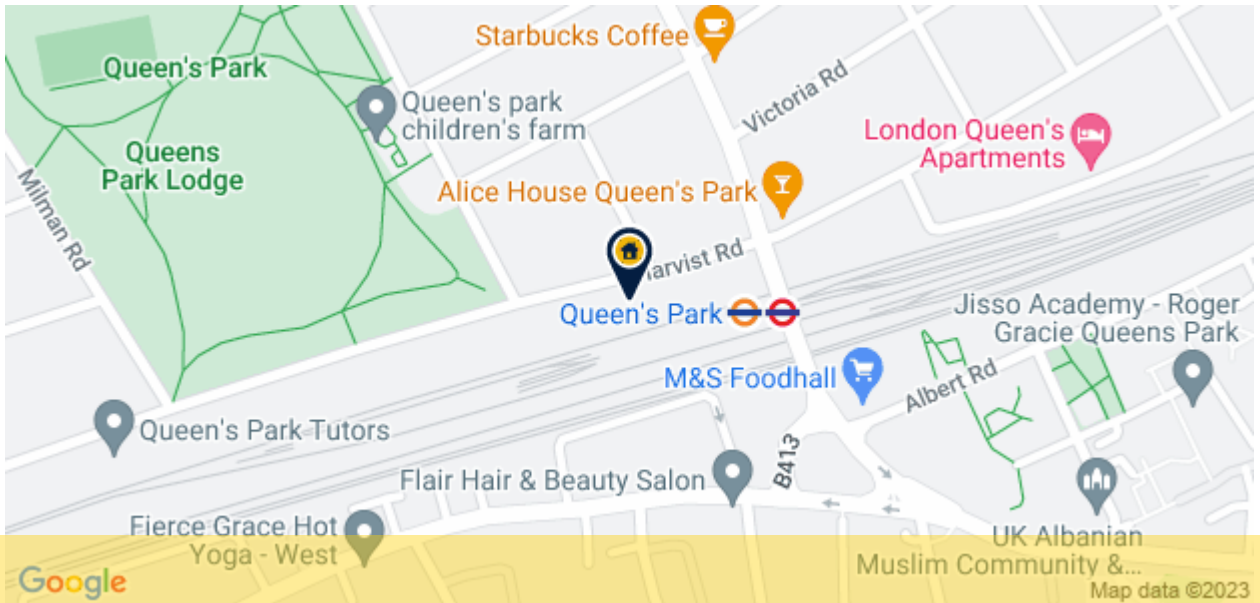 Starbucks Coffee
Queen's Park
Queen's park
children's farm
Victoria Rd
London Queen's
Apartments
Queens
Park Lodge
Alice House Queen's Park
Milman Rd
arvist Rd
Queen's Park
Jisso Academy - Roger
Gracie Queens Park
M&S Foodhall
Albert Rd
Queen's Park Tutors
B413
Flair Hair & Beauty Salon
Fierce Grace Hot
Yoga - West
UK Albanian
Muslim Community &...
Google
Map data ©2023